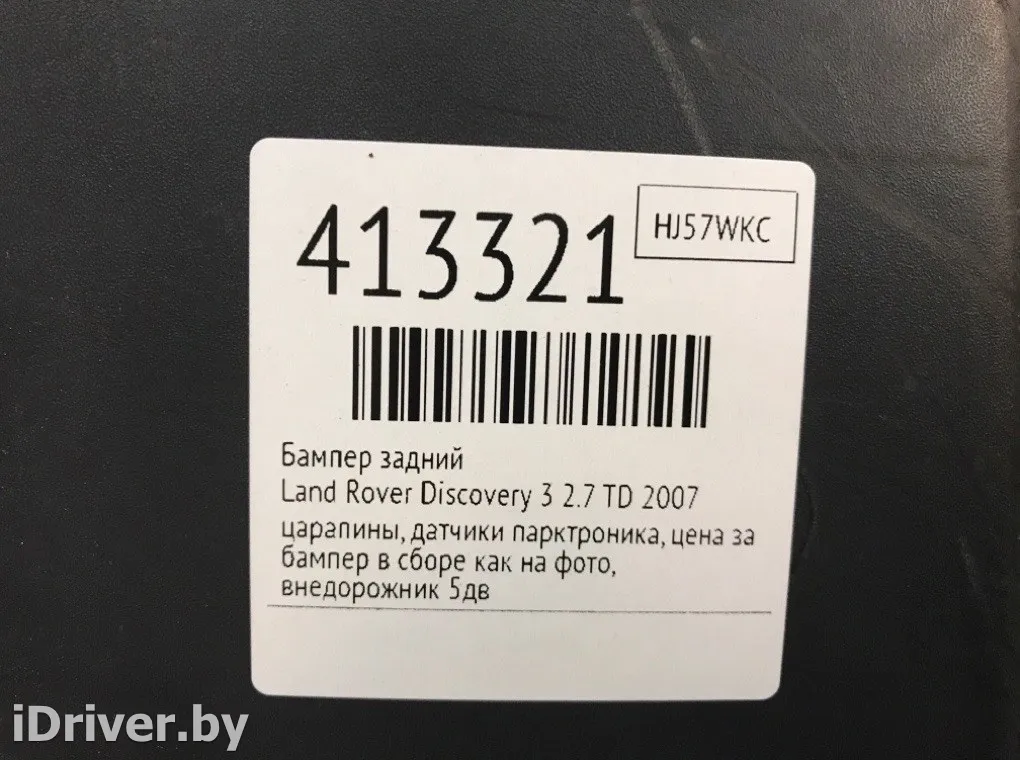 413321
HJ57WKC
Бампер задний
Land Rover Discovery 3 2.7 TD 2007
царапины, датчики парктроника, цена за
бампер в сборе как на фото,
внедорожник 5дв
iDriver.by